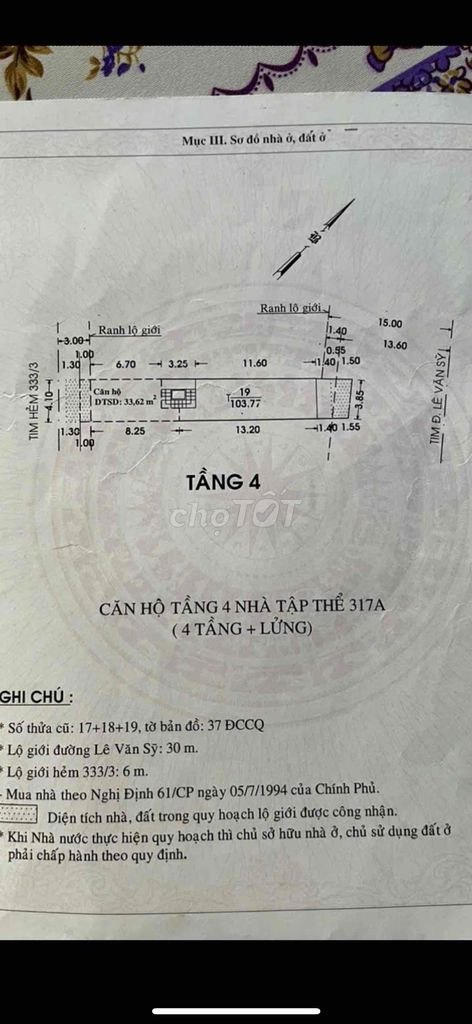 Mục III. Sơ đồ nhà ở, đất ở
Ranh lộ giới
Ranh lộ giới
3.00
1.00
1.30
6.70
3.25
11.60
1.40
0.55
1.40
1.50
15.00
13.60
TIM HẺM 333/3
4.10
Căn hộ
DTSD: 33,62 m²
19
103.77
3.85
TIM Đ. LÊ VĂN SỸ
1.30
1.00
8.25
13.20
1.40
1.55
TẦNG 4
chợTỐT
CĂN HỘ TẦNG 4 NHÀ TẬP THỂ 317A
( 4 TẦNG + LỬNG)
GHI CHÚ :
* Số thửa cũ: 17+18+19, tờ bản đồ: 37 ĐCCQ
* Lộ giới đường Lê Văn Sỹ: 30 m.
* Lộ giới hẻm 333/3: 6 m.
- Mua nhà theo Nghị Định 61/CP ngày 05/7/1994 của Chính Phủ.
Diện tích nhà, đất trong quy hoạch lộ giới được công nhận.
* Khi Nhà nước thực hiện quy hoạch thì chủ sở hữu nhà ở, chủ sử dụng đất ở
phải chấp hành theo quy định.